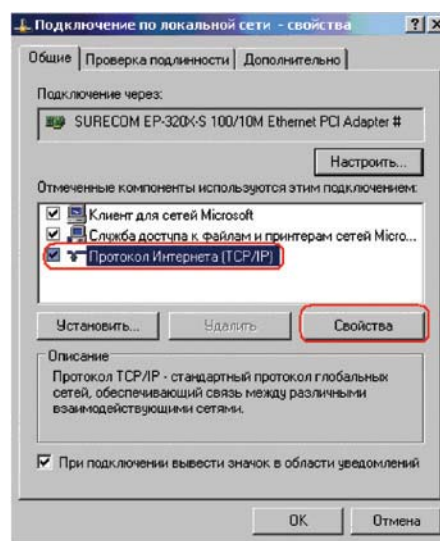 Подключение по локальной сети - свойства
Общие Проверка подлинности Дополнительно
Подключение через:
SURECOM EP-320X-S 100/10M Ethernet PCI Adapter #
Настроить...
Отмеченные компоненты используются этим подключением:
Клиент для сетей Microsoft
Служба доступа к файлам и принтерам сетей Micro...
Протокол Интернета (TCP/IP)
Установить... Удалить Свойства
Описание
Протокол TCP/IP - стандартный протокол глобальных
сетей, обеспечивающий связь между различными
взаимодействующими сетями.
При подключении вывести значок в области уведомлений
OK Отмена